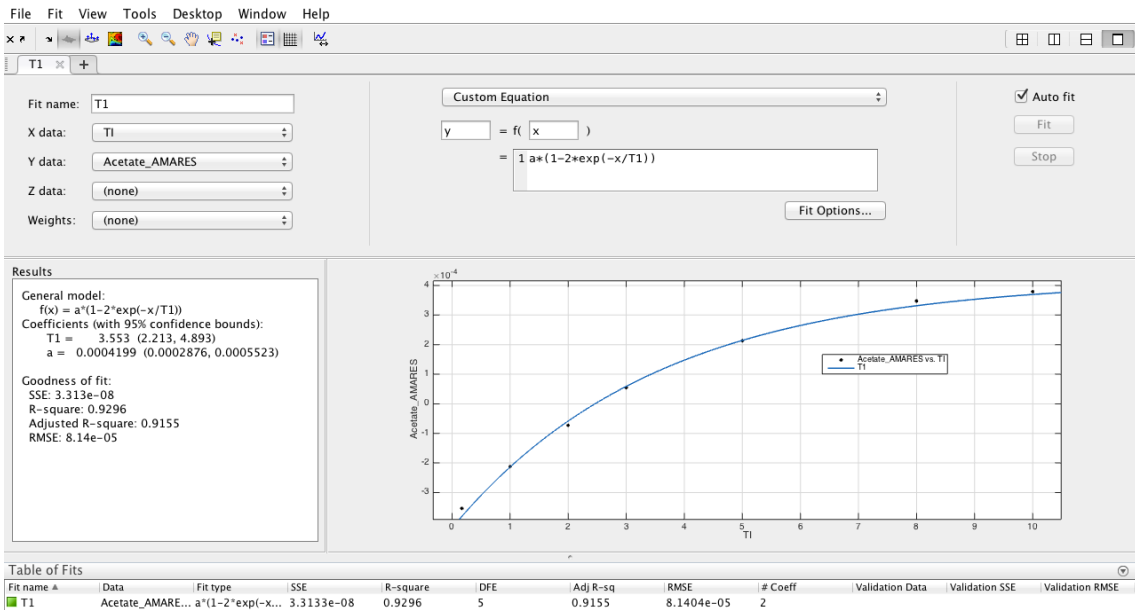 File Fit View Tools Desktop Window Help
T1
Fit name: T1
X data: TI
Y data: Acetate_AMARES
Z data: (none)
Weights: (none)
Custom Equation
y = f( x )
= 1 a*(1-2*exp(-x/T1))
Fit Options...
Auto fit
Fit
Stop
Results
General model:
f(x) = a*(1-2*exp(-x/T1))
Coefficients (with 95% confidence bounds):
T1 = 3.553 (2.213, 4.893)
a = 0.0004199 (0.0002876, 0.0005523)
Goodness of fit:
SSE: 3.313e-08
R-square: 0.9296
Adjusted R-square: 0.9155
RMSE: 8.14e-05
×10-4
4
3
2
1
0
-1
-2
-3
Acetate_AMARES
Acetate_AMARES vs. TI
T1
0 1 2 3 4 5 6 7 8 9 10
TI
Table of Fits
Fit name Data Fit type SSE R-square DFE Adj R-sq RMSE # Coeff Validation Data Validation SSE Validation RMSE
T1 Acetate_AMARE... a*(1-2*exp(-x... 3.3133e-08 0.9296 5 0.9155 8.1404e-05 2